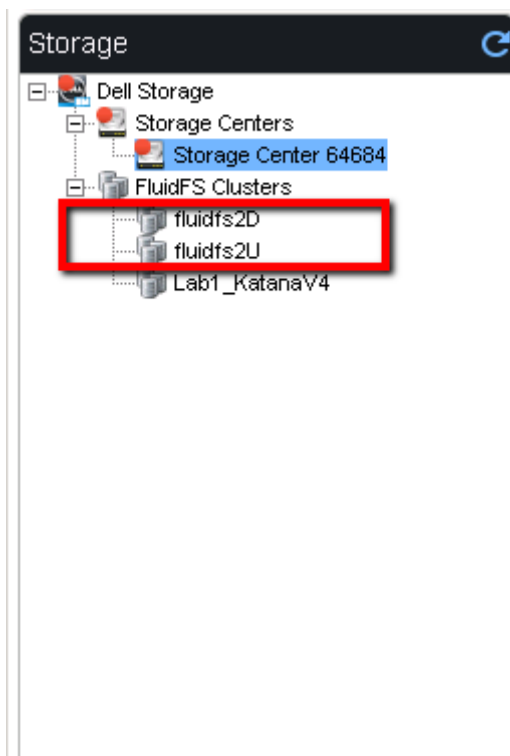 Storage
Dell Storage
Storage Centers
Storage Center 64684
FluidFS Clusters
fluidfs2D
fluidfs2U
Lab1_KatanaV4